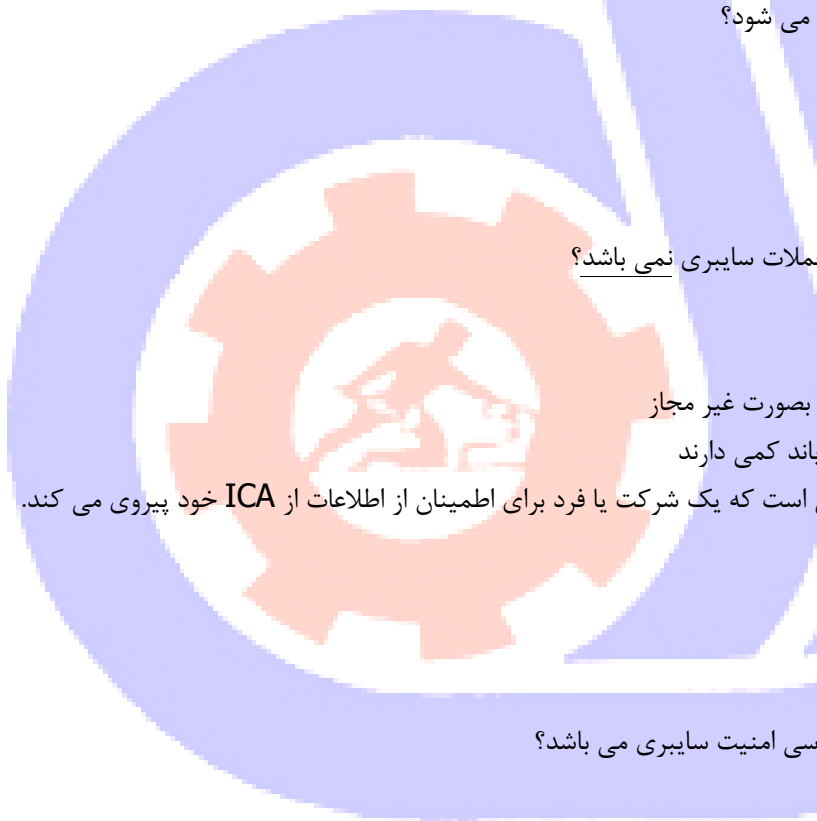 می شود؟
ملات سایبری نمی باشد؟
بصورت غیر مجاز
باند کمی دارند
است که یک شرکت یا فرد برای اطمینان از اطلاعات از ICA خود پیروی می کند.
سی امنیت سایبری می باشد؟